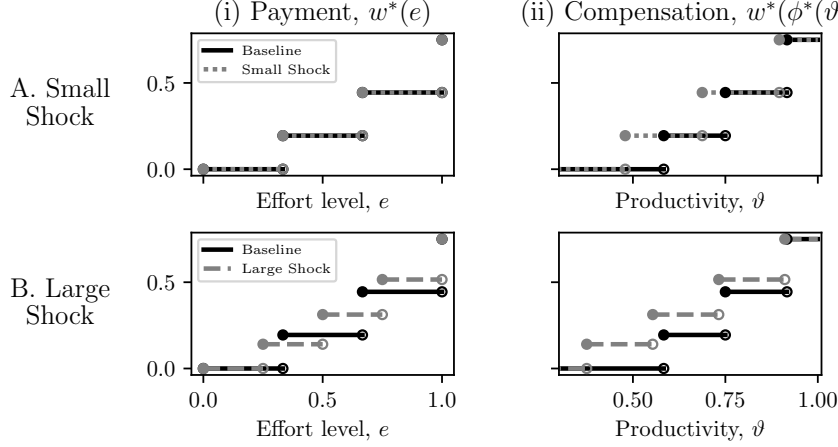 (i) Payment, w*(e)
(ii) Compensation, w*(ϕ*(ϑ
A. Small
Shock
0.5
0.0
Baseline
Small Shock
Effort level, e
Productivity, ϑ
B. Large
Shock
0.5
0.0
Baseline
Large Shock
0.0 0.5 1.0
0.50 0.75 1.00
Effort level, e
Productivity, ϑ